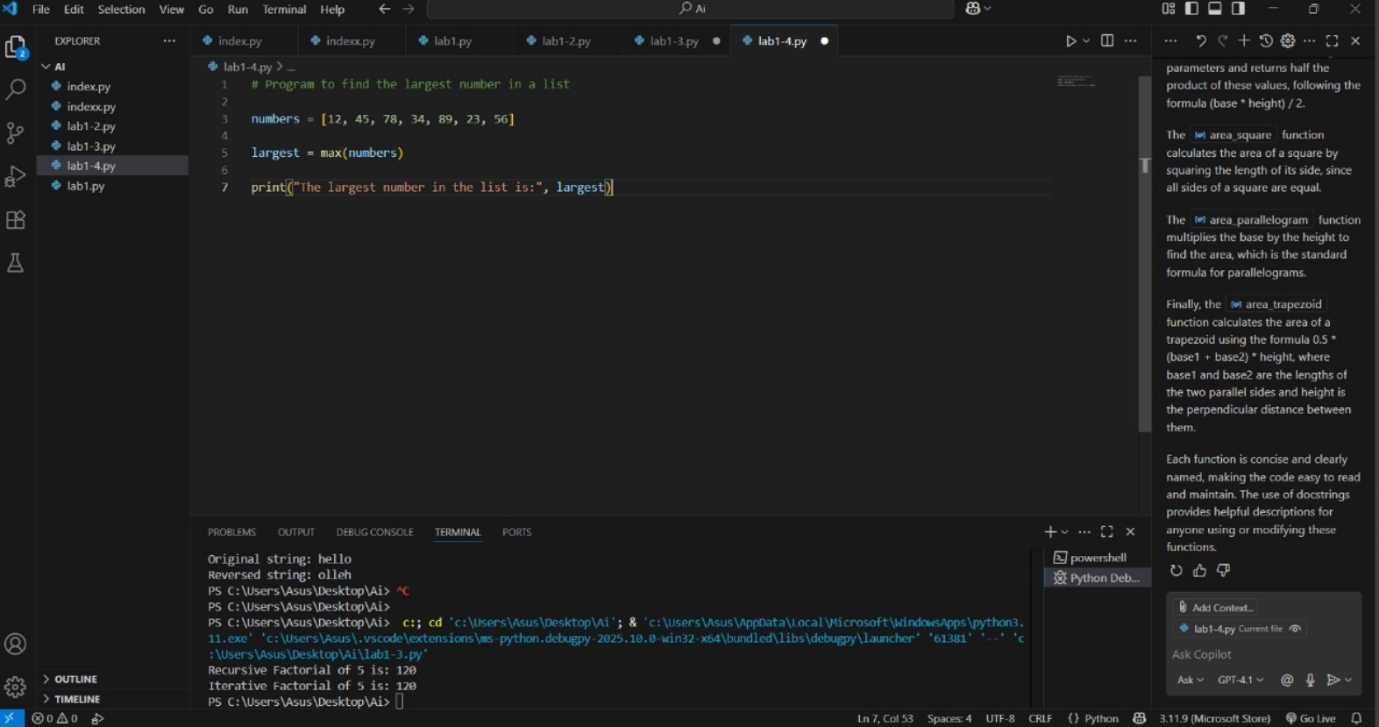 File Edit Selection View Go Run Terminal Help
Ai
EXPLORER
AI
index.py
indexx.py
lab1-2.py
lab1-3.py
lab1-4.py
lab1.py
OUTLINE
TIMELINE
2
index.py indexx.py lab1.py lab1-2.py lab1-3.py lab1-4.py
lab1-4.py > ...
1 # Program to find the largest number in a list
2
3 numbers = [12, 45, 78, 34, 89, 23, 56]
4
5 largest = max(numbers)
6
7 print("The largest number in the list is:", largest)
PROBLEMS OUTPUT DEBUG CONSOLE TERMINAL PORTS
Original string: hello
Reversed string: olleh
PS C:\Users\Asus\Desktop\Ai> ^C
PS C:\Users\Asus\Desktop\Ai>
PS C:\Users\Asus\Desktop\Ai> c:; cd 'c:\Users\Asus\Desktop\Ai'; & 'c:\Users\Asus\AppData\Local\Microsoft\WindowsApps\python3.
11.exe' 'c:\Users\Asus\.vscode\extensions\ms-python.debugpy-2025.10.0-win32-x64\bundled\libs\debugpy\launcher' '61381' '--' 'c
:\Users\Asus\Desktop\Ai\lab1-3.py'
Recursive Factorial of 5 is: 120
Iterative Factorial of 5 is: 120
PS C:\Users\Asus\Desktop\Ai>
powershell
Python Deb...
parameters and returns half the
product of these values, following the
formula (base * height) / 2.
The area_square function
calculates the area of a square by
squaring the length of its side, since
all sides of a square are equal.
The area_parallelogram function
multiplies the base by the height to
find the area, which is the standard
formula for parallelograms.
Finally, the area_trapezoid
function calculates the area of a
trapezoid using the formula 0.5 *
(base1 + base2) * height, where
base1 and base2 are the lengths of
the two parallel sides and height is
the perpendicular distance between
them.
Each function is concise and clearly
named, making the code easy to read
and maintain. The use of docstrings
provides helpful descriptions for
anyone using or modifying these
functions.
Add Context...
lab1-4.py Current file
Ask Copilot
Ask GPT-4.1
0 0
Ln 7, Col 53 Spaces: 4 UTF-8 CRLF {} Python 3.11.9 (Microsoft Store) Go Live